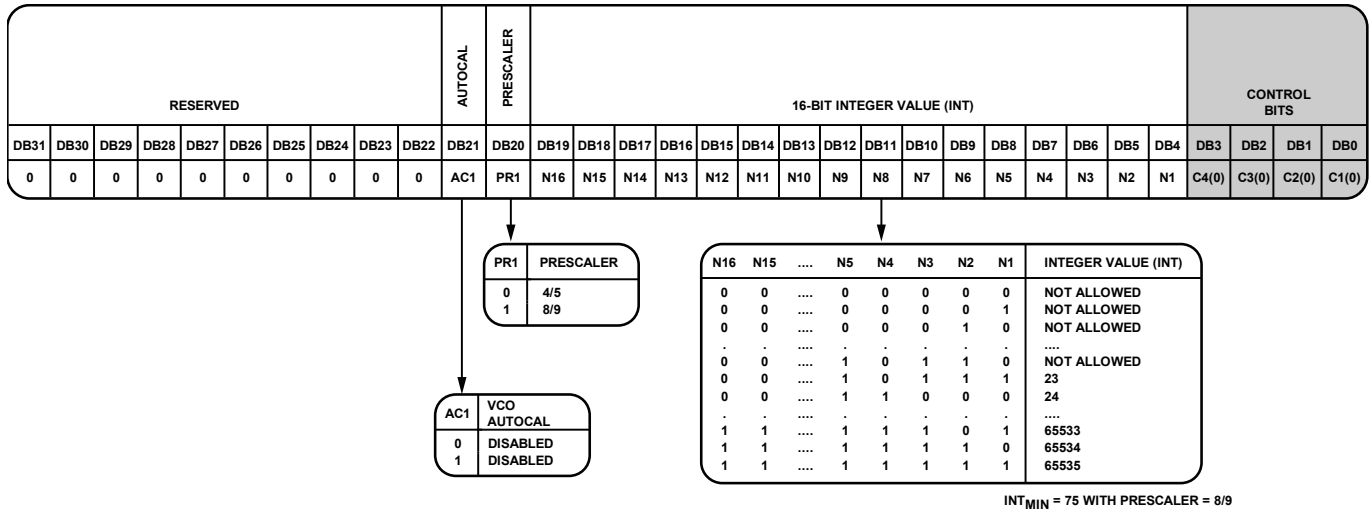 RESERVED AUTOCAL PRESCALER 16-BIT INTEGER VALUE (INT) CONTROL
BITS
DB31 DB30 DB29 DB28 DB27 DB26 DB25 DB24 DB23 DB22 DB21 DB20 DB19 DB18 DB17 DB16 DB15 DB14 DB13 DB12 DB11 DB10 DB9 DB8 DB7 DB6 DB5 DB4 DB3 DB2 DB1 DB0
0 0 0 0 0 0 0 0 0 0 AC1 PR1 N16 N15 N14 N13 N12 N11 N10 N9 N8 N7 N6 N5 N4 N3 N2 N1 C4(0) C3(0) C2(0) C1(0)
PR1 PRESCALER
0 4/5
1 8/9
AC1 VCO
AUTOCAL
0 DISABLED
1 DISABLED
N16 N15 .... N5 N4 N3 N2 N1 INTEGER VALUE (INT)
0 0 .... 0 0 0 0 0 NOT ALLOWED
0 0 .... 0 0 0 0 1 NOT ALLOWED
0 0 .... 0 0 0 1 0 NOT ALLOWED
. . .... . . . . . ....
0 0 .... 1 0 1 1 0 NOT ALLOWED
0 0 .... 1 0 1 1 1 23
0 0 .... 1 1 0 0 0 24
. . .... . . . . . ....
1 1 .... 1 1 1 0 1 65533
1 1 .... 1 1 1 1 0 65534
1 1 .... 1 1 1 1 1 65535
INTMIN = 75 WITH PRESCALER = 8/9